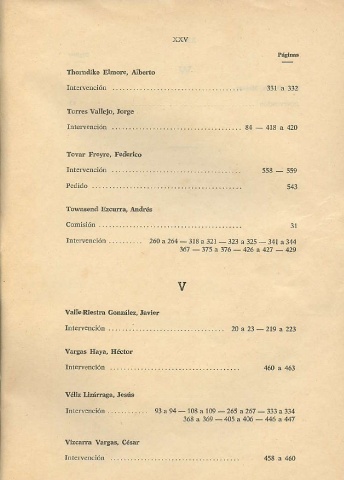 XXV
Páginas
Thorndike Elmore, Alberto
Intervención ........................................ 331 a 332
Torres Vallejo, Jorge
Intervención ........................................ 84 — 418 a 420
Tovar Freyre, Federico
Intervención ........................................ 558 — 559
Pedido ........................................ 543
Townsend Ezcurra, Andrés
Comisión ........................................ 31
Intervención .......... 260 a 264 — 318 a 321 — 323 a 325 — 341 a 344
367 — 375 a 376 — 426 a 427 — 429
V
Valle-Riestra González, Javier
Intervención ........................................ 20 a 23 — 219 a 223
Vargas Haya, Héctor
Intervención ........................................ 460 a 463
Véliz Lizárraga, Jesús
Intervención ............ 93 a 94 — 108 a 109 — 265 a 267 — 333 a 334
368 a 369 — 405 a 406 — 446 a 447
Vizcarra Vargas, César
Intervención ........................................ 458 a 460